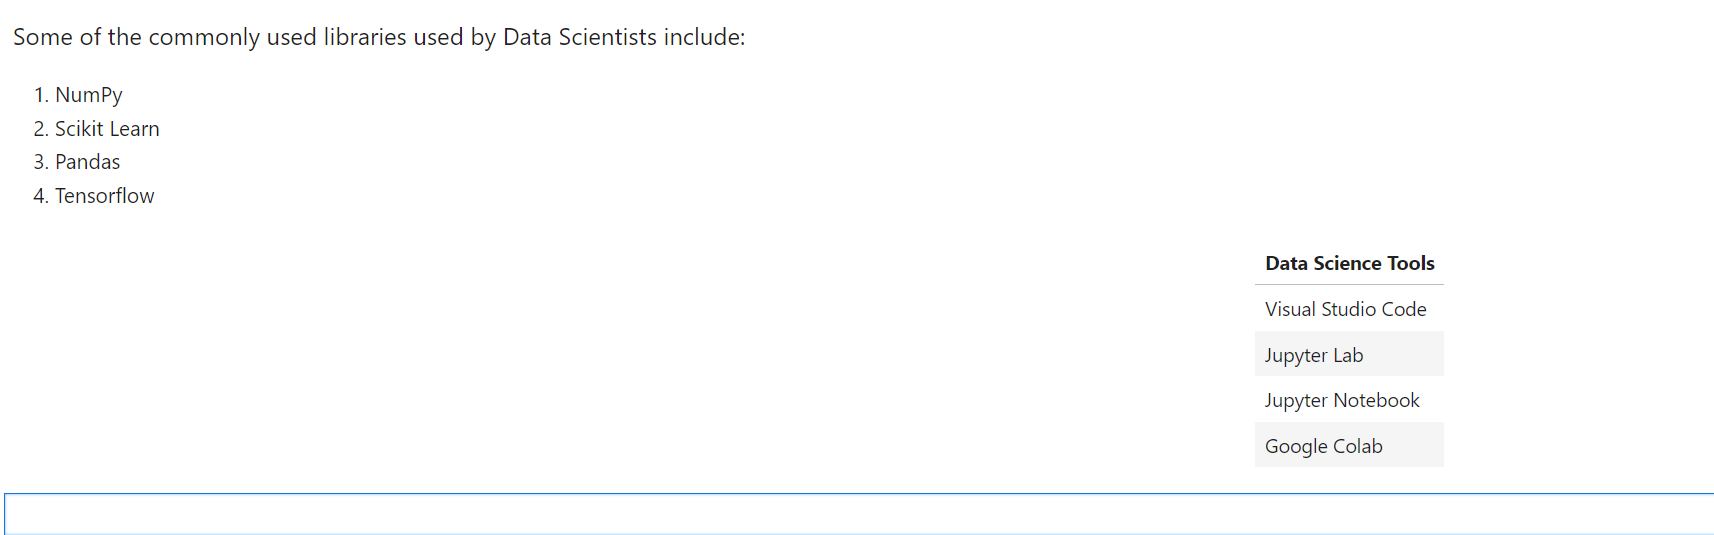 Some of the commonly used libraries used by Data Scientists include:
1. NumPy
2. Scikit Learn
3. Pandas
4. Tensorflow
Data Science Tools
Visual Studio Code
Jupyter Lab
Jupyter Notebook
Google Colab